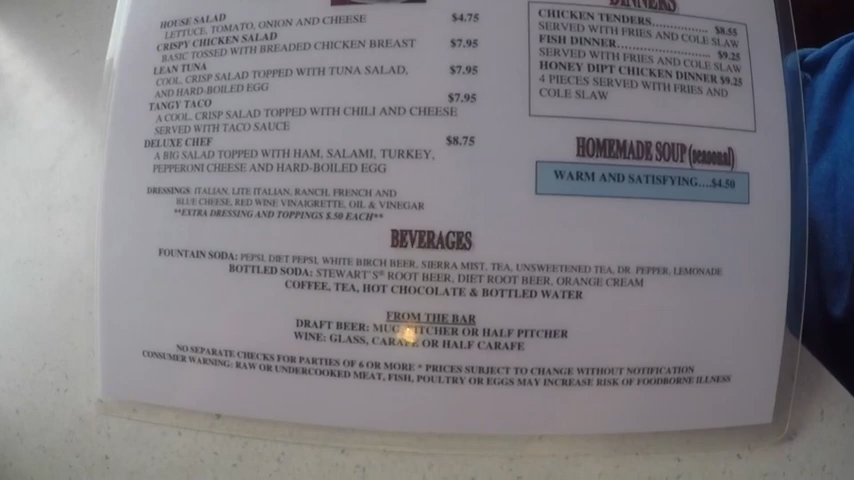 HOUSE SALAD $4.75
LETTUCE, TOMATO, ONION AND CHEESE
CRISPY CHICKEN SALAD $7.95
BASIC TOSSED WITH BREADED CHICKEN BREAST
LEAN TUNA $7.95
COOL, CRISP SALAD TOPPED WITH TUNA SALAD,
AND HARD-BOILED EGG
TANGY TACO $7.95
A COOL, CRISP SALAD TOPPED WITH CHILI AND CHEESE
SERVED WITH TACO SAUCE
DELUXE CHEF $8.75
A BIG SALAD TOPPED WITH HAM, SALAMI, TURKEY,
PEPPERONI CHEESE AND HARD-BOILED EGG
DRESSINGS: ITALIAN, LITE ITALIAN, RANCH, FRENCH AND
BLUE CHEESE, RED WINE VINAIGRETTE, OIL & VINEGAR
**EXTRA DRESSING AND TOPPINGS $.50 EACH**
DINNERS
CHICKEN TENDERS.................. $8.55
SERVED WITH FRIES AND COLE SLAW
FISH DINNER........................... $9.25
SERVED WITH FRIES AND COLE SLAW
HONEY DIPT CHICKEN DINNER $9.25
4 PIECES SERVED WITH FRIES AND
COLE SLAW
HOMEMADE SOUP (seasonal)
WARM AND SATISFYING....$4.50
BEVERAGES
FOUNTAIN SODA: PEPSI, DIET PEPSI, WHITE BIRCH BEER, SIERRA MIST, TEA, UNSWEETENED TEA, DR. PEPPER, LEMONADE
BOTTLED SODA: STEWART'S® ROOT BEER, DIET ROOT BEER, ORANGE CREAM
COFFEE, TEA, HOT CHOCOLATE & BOTTLED WATER
FROM THE BAR
DRAFT BEER: MUG PITCHER OR HALF PITCHER
WINE: GLASS, CARAFE OR HALF CARAFE
NO SEPARATE CHECKS FOR PARTIES OF 6 OR MORE * PRICES SUBJECT TO CHANGE WITHOUT NOTIFICATION
CONSUMER WARNING: RAW OR UNDERCOOKED MEAT, FISH, POULTRY OR EGGS MAY INCREASE RISK OF FOODBORNE ILLNESS